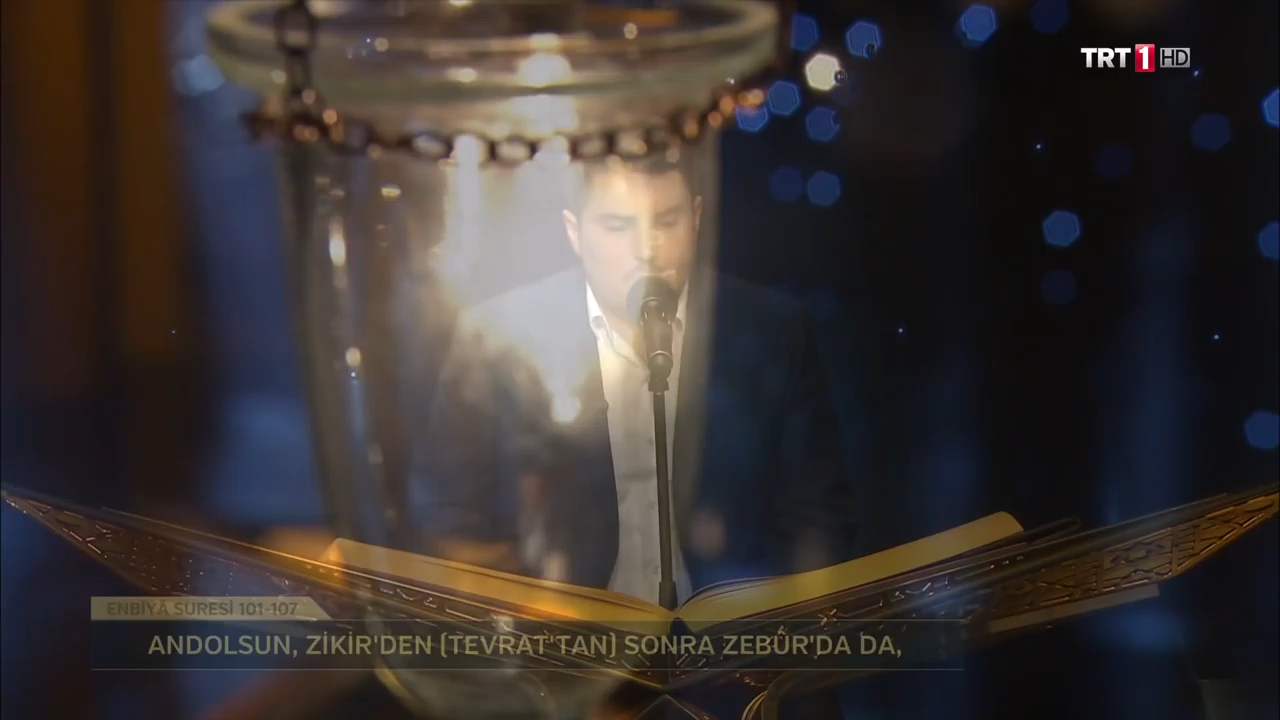 TRT 1 HD
ENBİYÂ SURESİ 101-107
ANDOLSUN, ZİKİR'DEN (TEVRAT'TAN) SONRA ZEBÛR'DA DA,